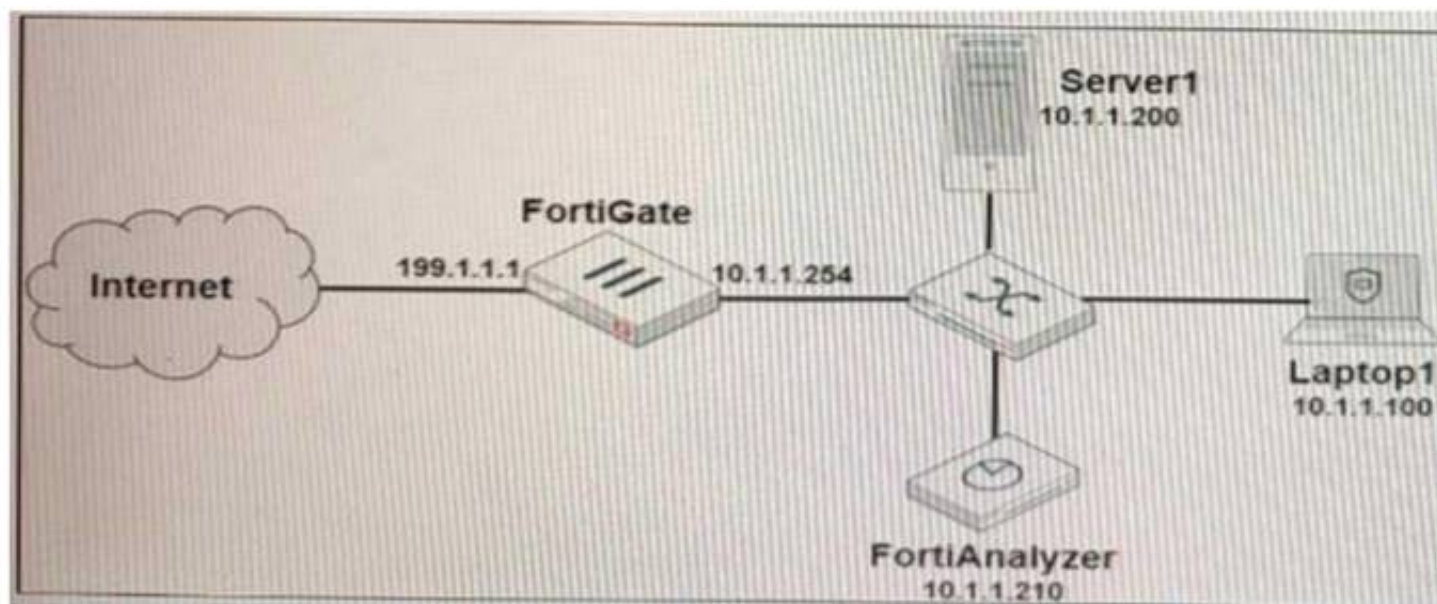 Server1
10.1.1.200
FortiGate
199.1.1.1
10.1.1.254
Internet
Laptop1
10.1.1.100
FortiAnalyzer
10.1.1.210